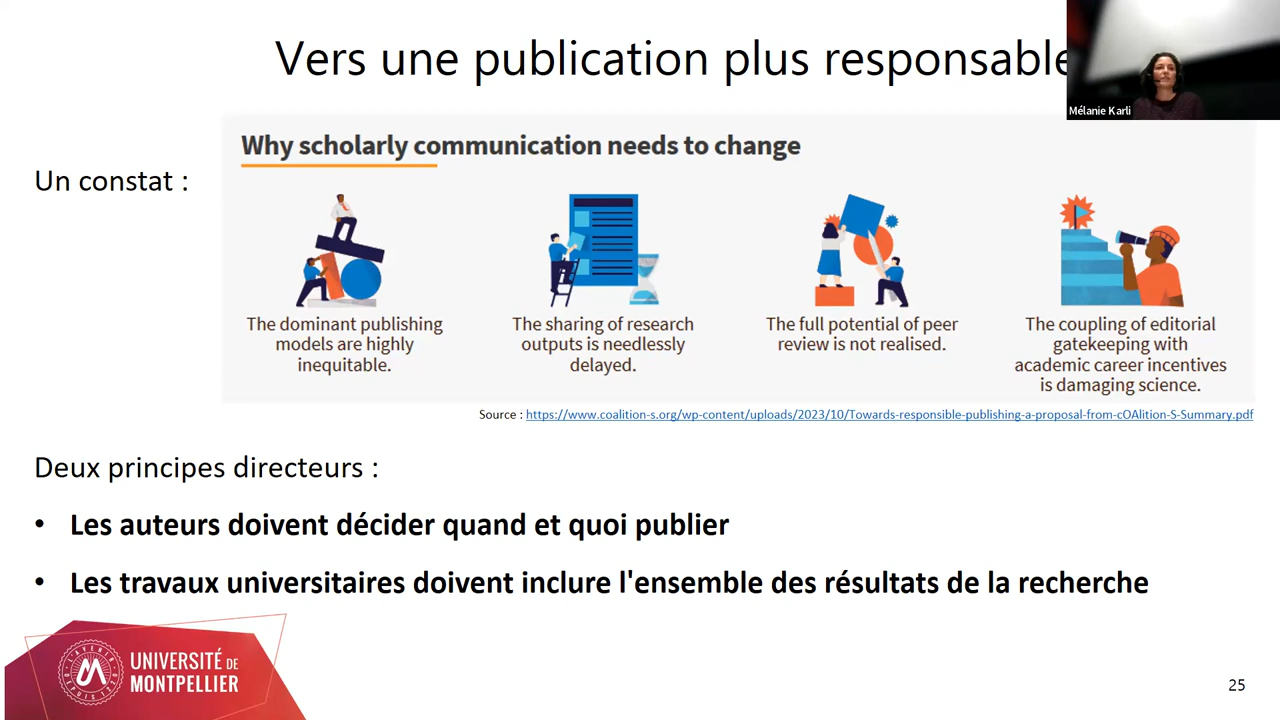 Vers une publication plus responsable
Mélanie Karli
Why scholarly communication needs to change
Un constat :
The dominant publishing
models are highly
inequitable.
The sharing of research
outputs is needlessly
delayed.
The full potential of peer
review is not realised.
The coupling of editorial
gatekeeping with
academic career incentives
is damaging science.
Source : https://www.coalition-s.org/wp-content/uploads/2023/10/Towards-responsible-publishing-a-proposal-from-cOAlition-S-Summary.pdf
Deux principes directeurs :
• Les auteurs doivent décider quand et quoi publier
• Les travaux universitaires doivent inclure l'ensemble des résultats de la recherche
UNIVERSITÉ DE
MONTPELLIER
25